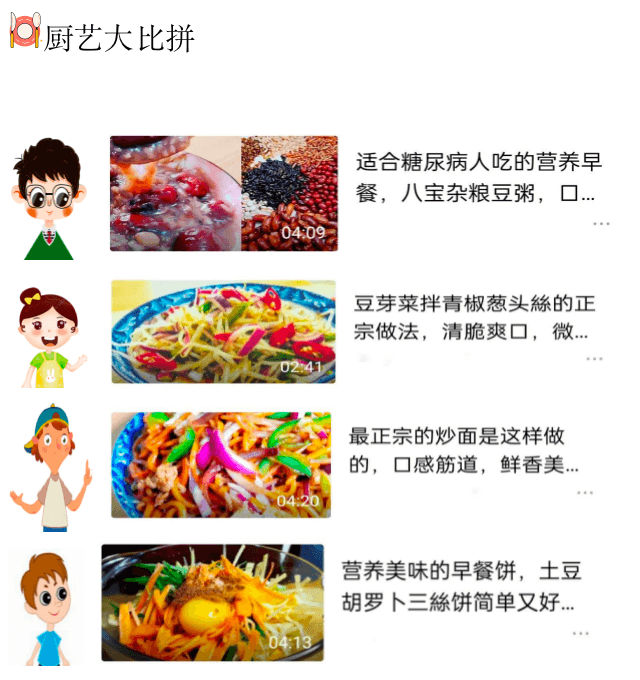 厨艺大比拼
适合糖尿病人吃的营养早
餐，八宝杂粮豆粥，口...
04:09
豆芽菜拌青椒葱头絲的正
宗做法，清脆爽口，微...
02:41
最正宗的炒面是这样做
的，口感筋道，鲜香美...
04:20
营养美味的早餐饼，土豆
胡罗卜三絲饼简单又好...
04:13